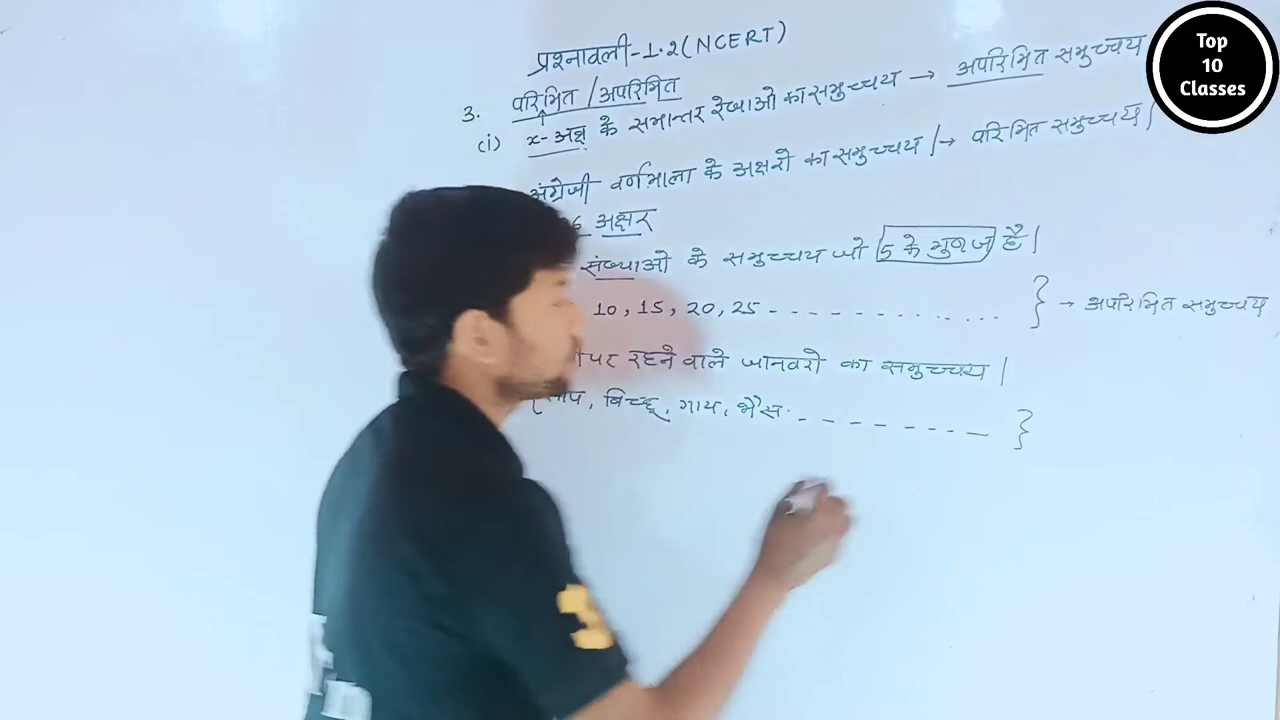 प्रश्नावली-1.2(NCERT)
3. परिमित / अपरिमित
(i) x-अक्ष के समान्तर रेखाओ का समुच्चय → अपरिमित समुच्चय
अंग्रेजी वर्णमाला के अक्षरो का समुच्चय |→ परिमित समुच्चय|
26 अक्षर
संख्याओ के समुच्चय जो 5 के गुणज है|
10, 15, 20, 25 - - - - - - - - - - - - } → अपरिमित समुच्चय
पर रहने वाले जानवरो का समुच्चय|
बिच्छू, गाय, भैस - - - - - - - - }
Top
10
Classes